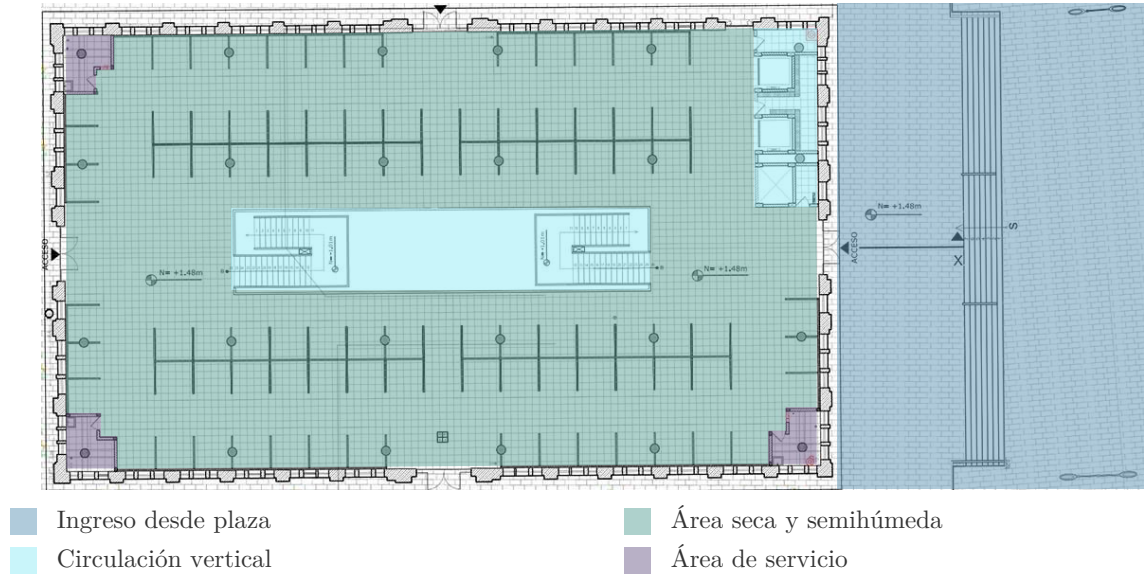 N= +1.48m
ACCESO
ACCESO
N= +1.48m
N= +1.48m
S
X
Ingreso desde plaza
Área seca y semihúmeda
Circulación vertical
Área de servicio